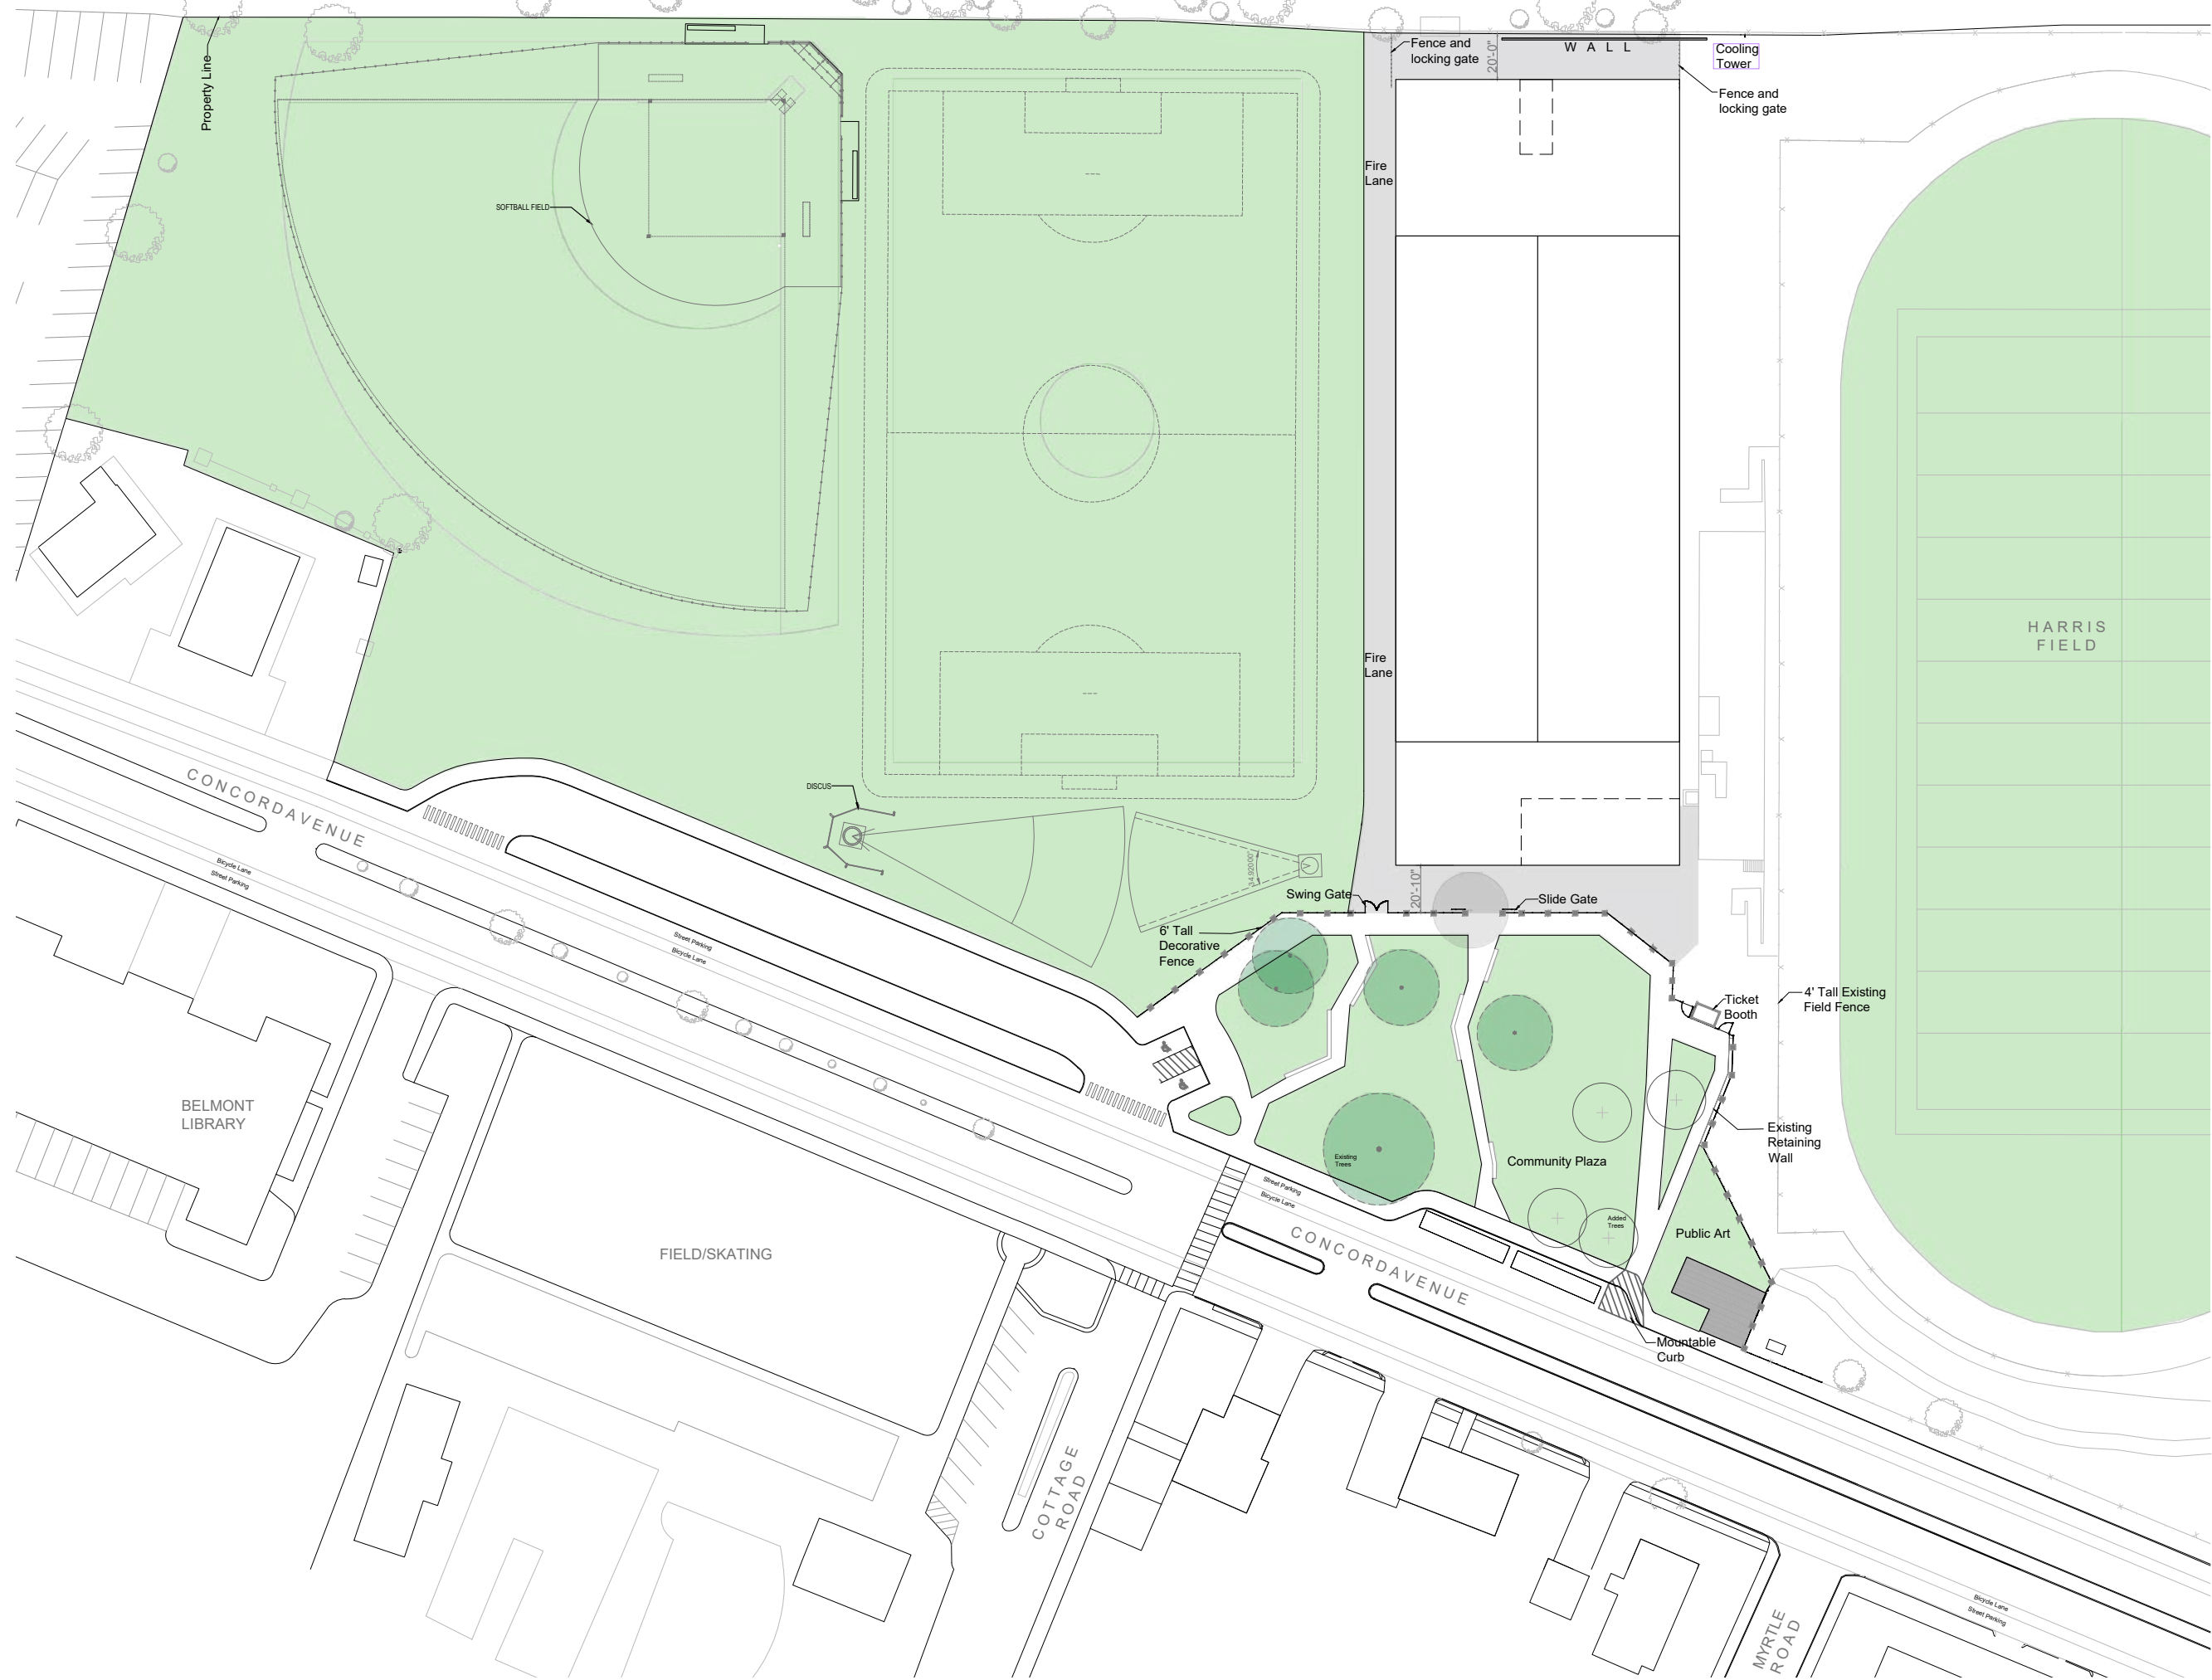 Property Line
Fence and
locking gate
20'-0"
W A L L
Cooling
Tower
Fence and
locking gate
Fire
Lane
SOFTBALL FIELD
HARRIS
FIELD
Fire
Lane
CONCORD AVENUE
DISCUS
34.92000°
Swing Gate
20'-10"
Slide Gate
6' Tall
Decorative
Fence
Bicycle Lane
Street Parking
Street Parking
Bicycle Lane
Ticket
Booth
4' Tall Existing
Field Fence
BELMONT
LIBRARY
Existing
Retaining
Wall
Existing
Trees
Community Plaza
Street Parking
Bicycle Lane
Added
Trees
Public Art
FIELD/SKATING
CONCORD AVENUE
Mountable
Curb
COTTAGE
ROAD
Bicycle Lane
Street Parking
MYRTLE
ROAD